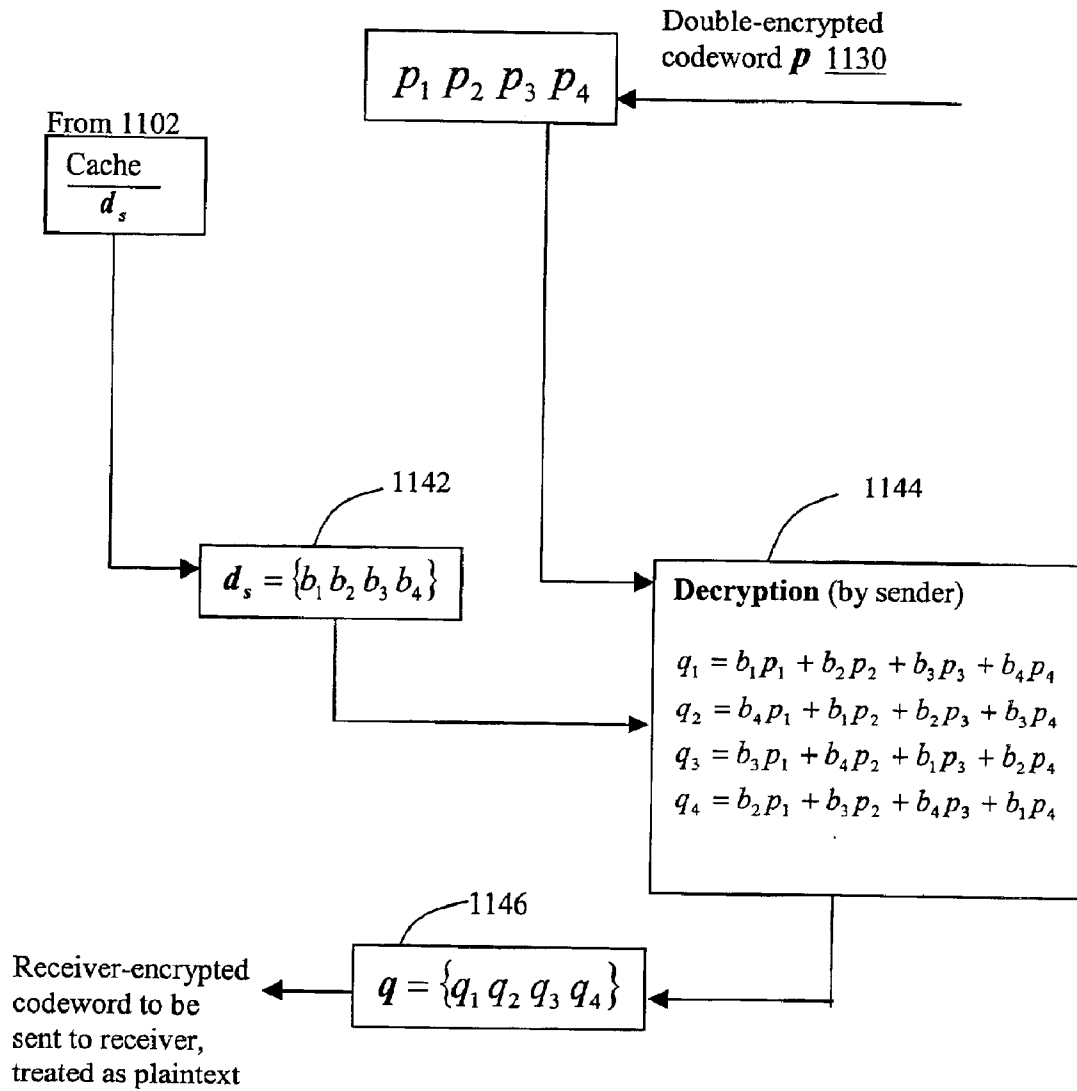 Double-encrypted
codeword p 1130
p₁ p₂ p₃ p₄
From 1102
Cache
d_s
1142
1144
d_s = {b₁ b₂ b₃ b₄}
Decryption (by sender)
q₁ = b₁p₁ + b₂p₂ + b₃p₃ + b₄p₄
q₂ = b₄p₁ + b₁p₂ + b₂p₃ + b₃p₄
q₃ = b₃p₁ + b₄p₂ + b₁p₃ + b₂p₄
q₄ = b₂p₁ + b₃p₂ + b₄p₃ + b₁p₄
1146
q = {q₁ q₂ q₃ q₄}
Receiver-encrypted
codeword to be
sent to receiver,
treated as plaintext